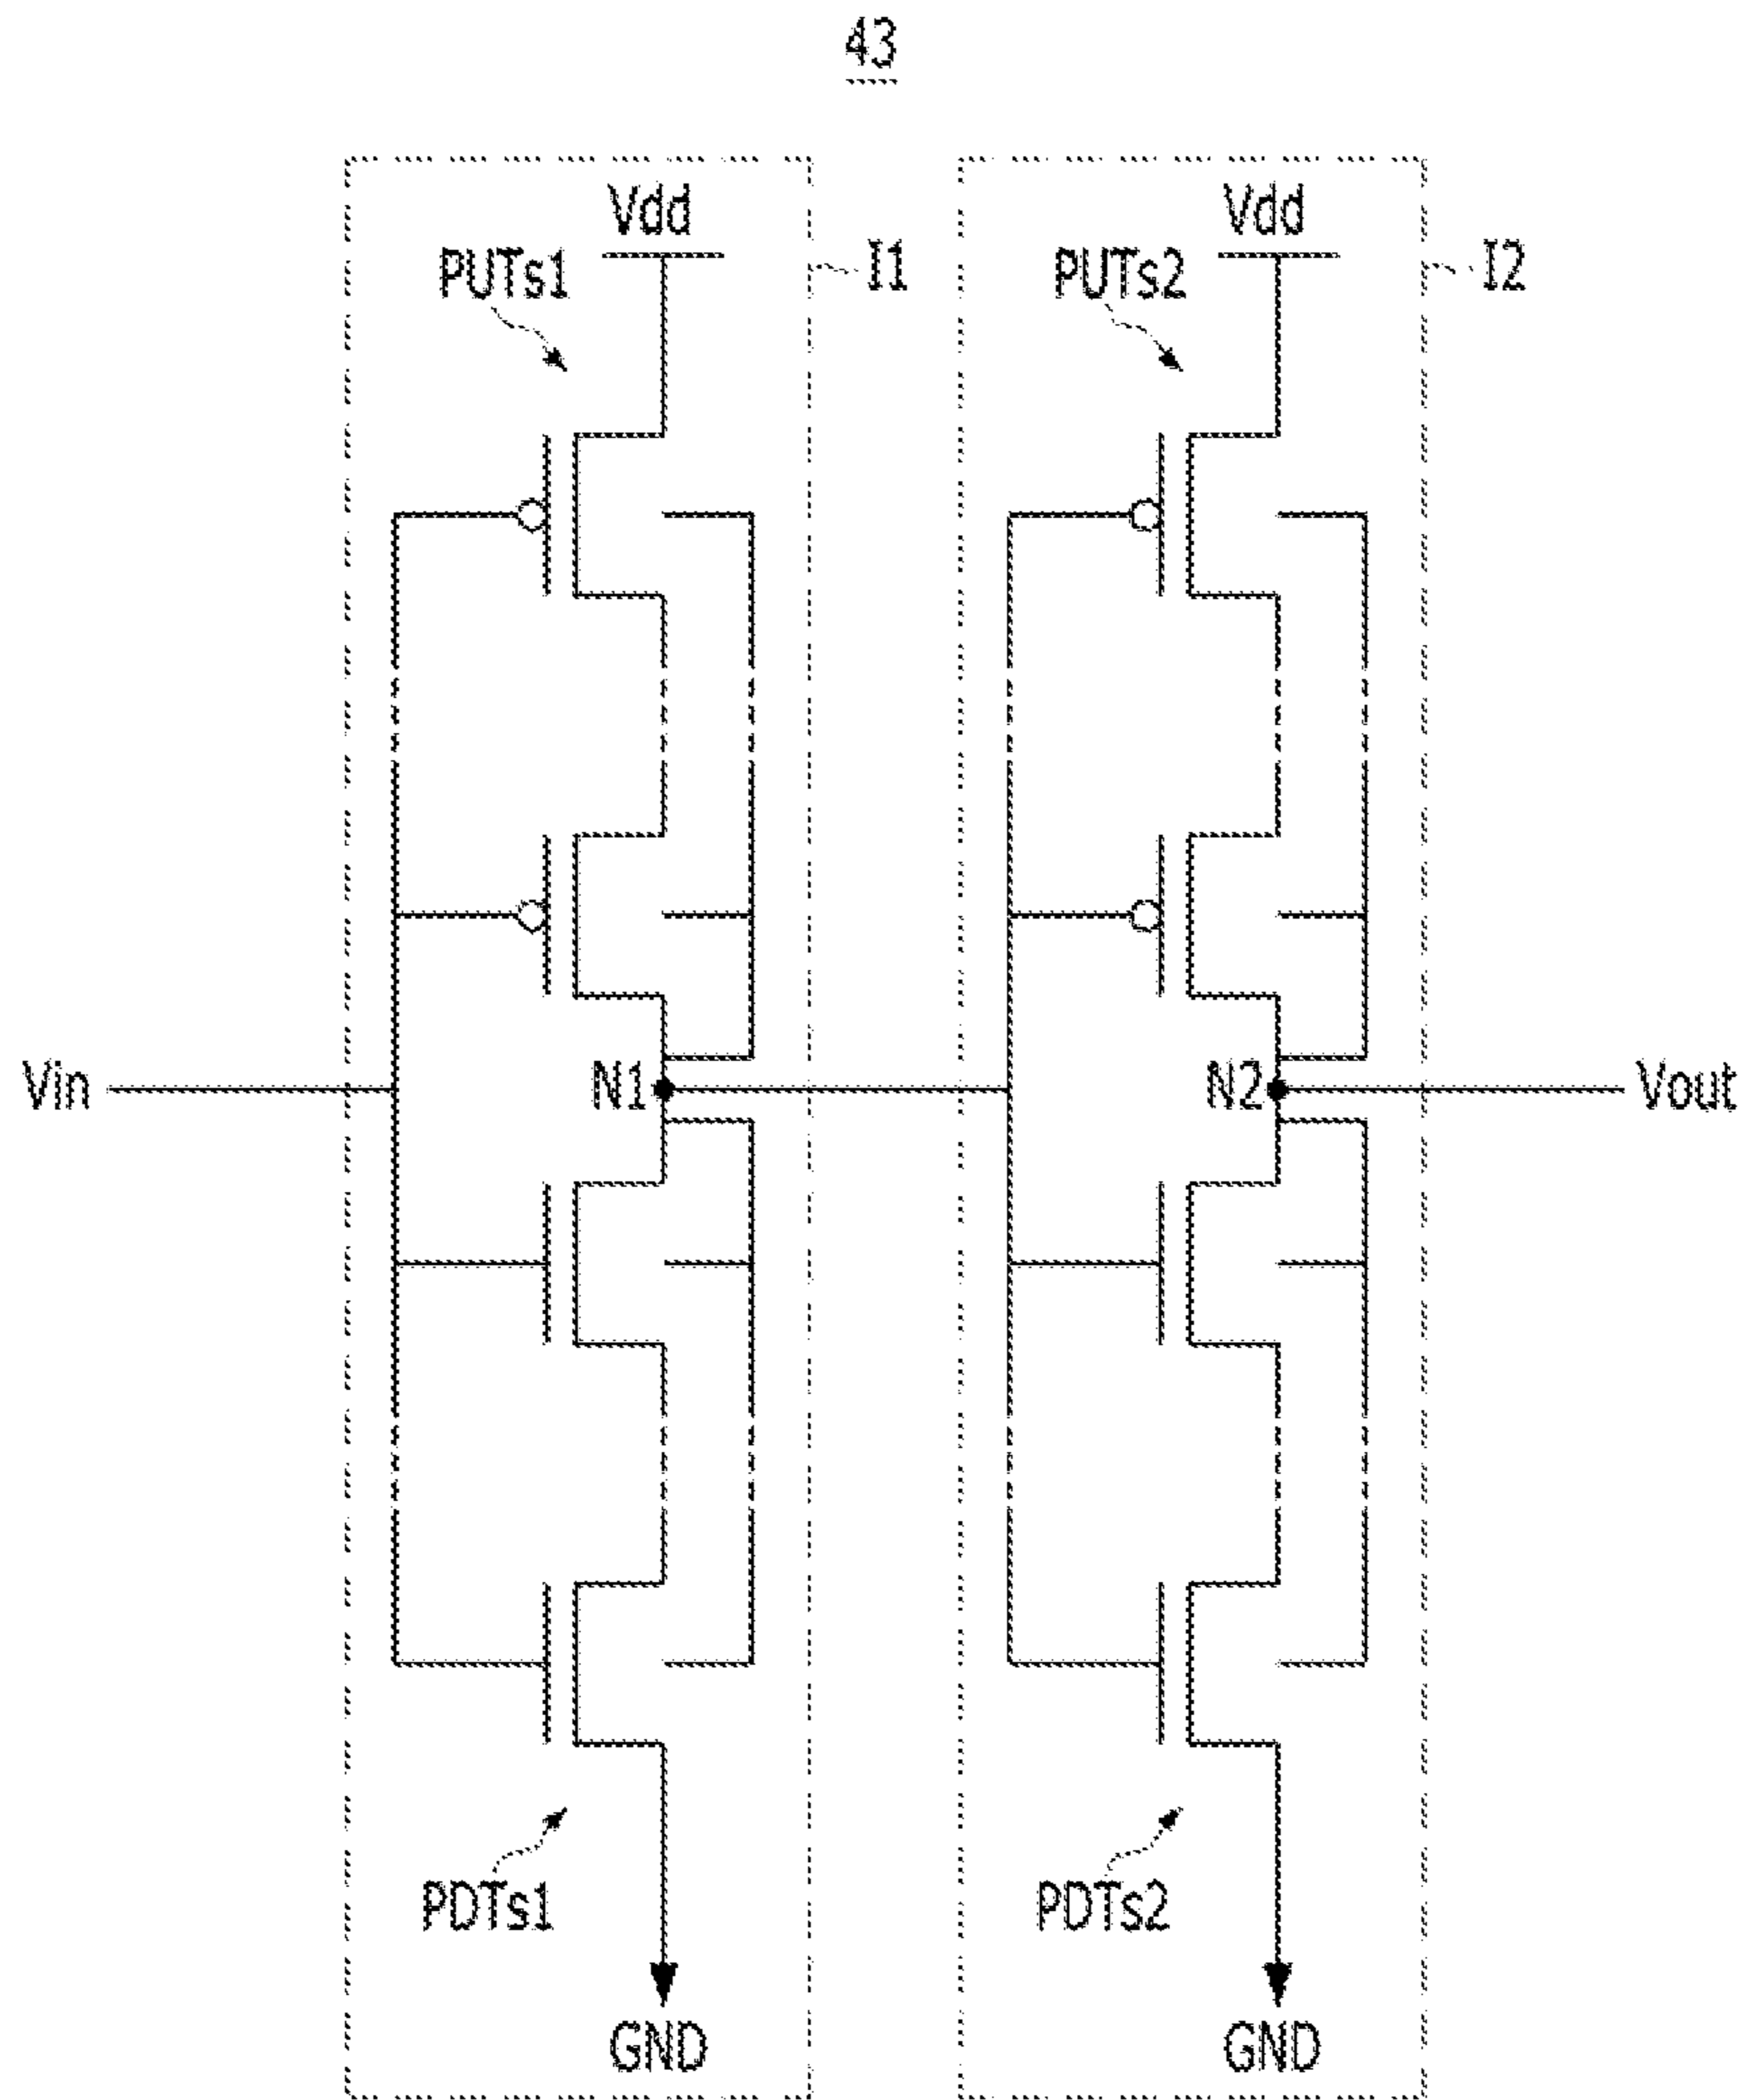 43
Vdd
Vdd
PUTs1
I1
PUTs2
I2
Vin
N1
N2
Vout
PDTs1
PDTs2
GND
GND